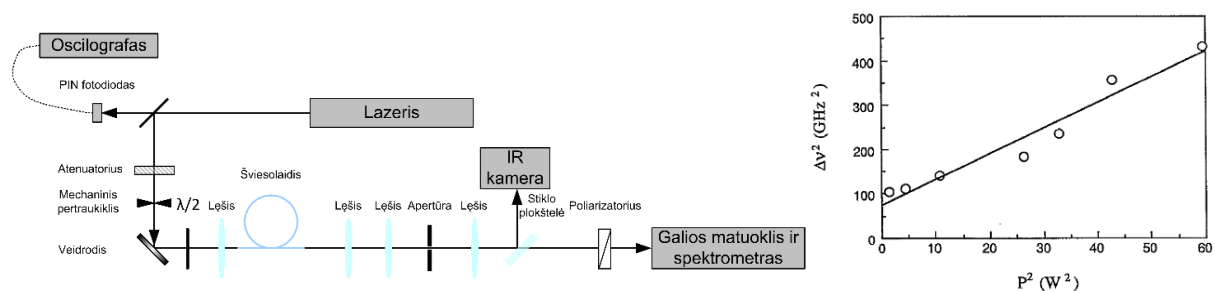 Oscilografas
PIN fotodiodas
Lazeris
Atenuatorius
Mechaninis
pertraukiklis
λ/2
Veidrodis
Lęšis
Šviesolaidis
Lęšis
Lęšis
Apertūra
Lęšis
IR
kamera
Stiklo
plokštelė
Poliarizatorius
Galios matuoklis ir
spektrometras
500
400
300
200
100
0
0
10
20
30
40
50
60
Δν² (GHz²)
P² (W²)